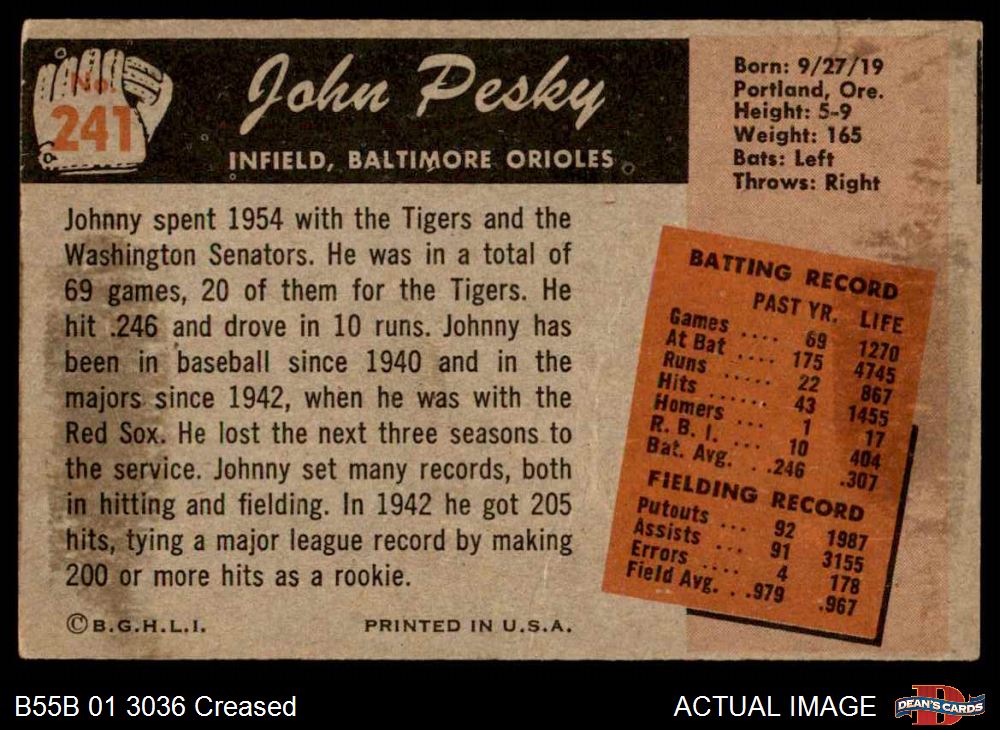 No.
241
John Pesky
INFIELD, BALTIMORE ORIOLES
Born: 9/27/19
Portland, Ore.
Height: 5-9
Weight: 165
Bats: Left
Throws: Right
Johnny spent 1954 with the Tigers and the
Washington Senators. He was in a total of
69 games, 20 of them for the Tigers. He
hit .246 and drove in 10 runs. Johnny has
been in baseball since 1940 and in the
majors since 1942, when he was with the
Red Sox. He lost the next three seasons to
the service. Johnny set many records, both
in hitting and fielding. In 1942 he got 205
hits, tying a major league record by making
200 or more hits as a rookie.
©B.G.H.L.I. PRINTED IN U.S.A.
BATTING RECORD
PAST YR. LIFE
Games .... 69 1270
At Bat .... 175 4745
Runs ..... 22 867
Hits ...... 43 1455
Homers .... 1 17
R. B. I. ... 10 404
Bat. Avg. ..246 .307
FIELDING RECORD
Putouts ... 92 1987
Assists ... 91 3155
Errors .... 4 178
Field Avg. ..979 .967
B55B 01 3036 Creased
ACTUAL IMAGE
D
DEAN'S CARDS